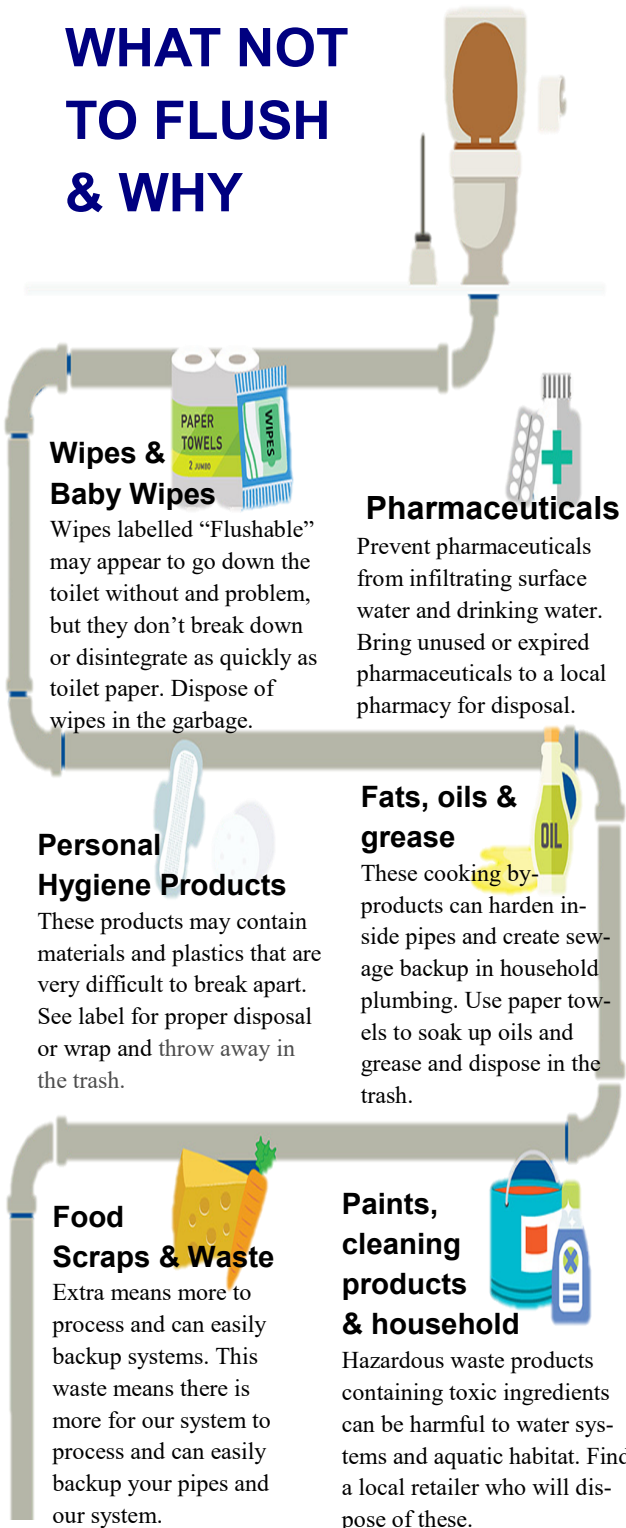 WHAT NOT
TO FLUSH
& WHY
PAPER
TOWELS
2 JUMBO
WIPES
Wipes &
Baby Wipes
Wipes labelled “Flushable”
may appear to go down the
toilet without and problem,
but they don’t break down
or disintegrate as quickly as
toilet paper. Dispose of
wipes in the garbage.
Pharmaceuticals
Prevent pharmaceuticals
from infiltrating surface
water and drinking water.
Bring unused or expired
pharmaceuticals to a local
pharmacy for disposal.
Personal
Hygiene Products
These products may contain
materials and plastics that are
very difficult to break apart.
See label for proper disposal
or wrap and throw away in
the trash.
Fats, oils &
grease
OIL
These cooking by-
products can harden in-
side pipes and create sew-
age backup in household
plumbing. Use paper tow-
els to soak up oils and
grease and dispose in the
trash.
Food
Scraps & Waste
Extra means more to
process and can easily
backup systems. This
waste means there is
more for our system to
process and can easily
backup your pipes and
our system.
Paints,
cleaning
products
& household
Hazardous waste products
containing toxic ingredients
can be harmful to water sys-
tems and aquatic habitat. Find
a local retailer who will dis-
pose of these.